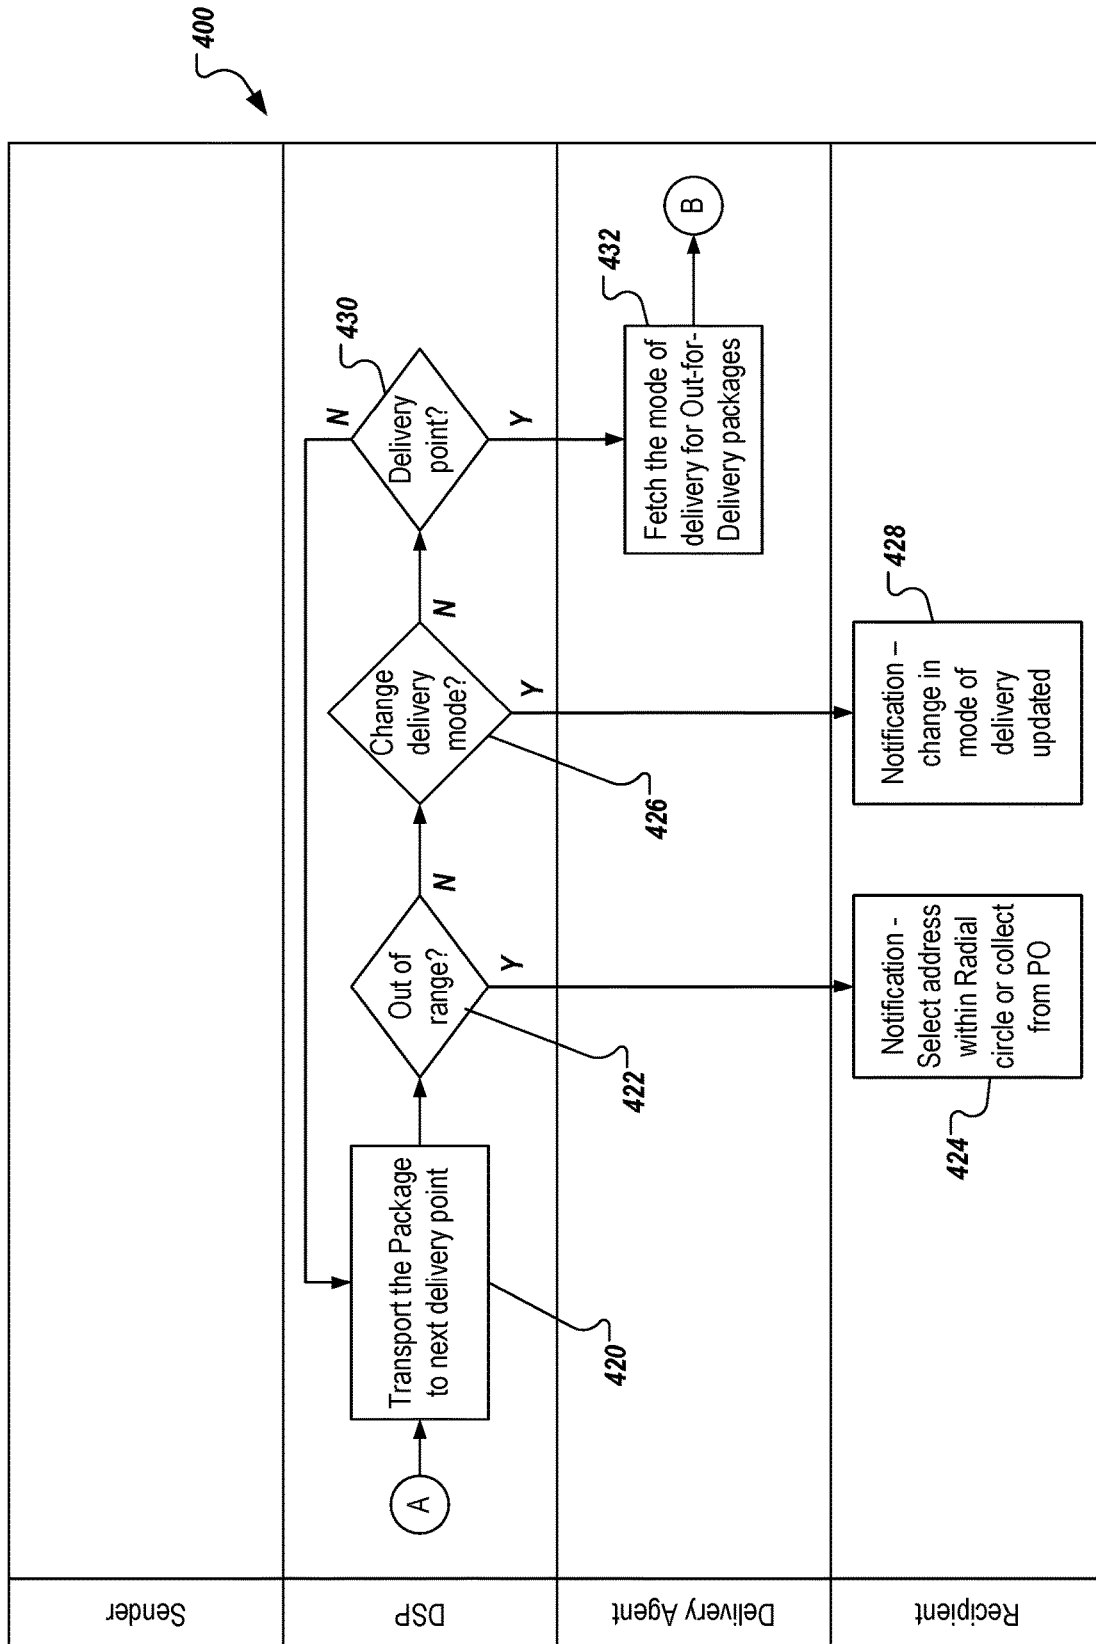 400
Sender
DSP
Delivery Agent
Recipient
A
Transport the Package
to next delivery point
420
Out of
range?
422
Y
N
Notification -
Select address
within Radial
circle or collect
from PO
424
Change
delivery
mode?
426
Y
N
Notification –
change in
mode of
delivery
updated
428
Delivery
point?
430
N
Y
Fetch the mode of
delivery for Out-for-
Delivery packages
432
B